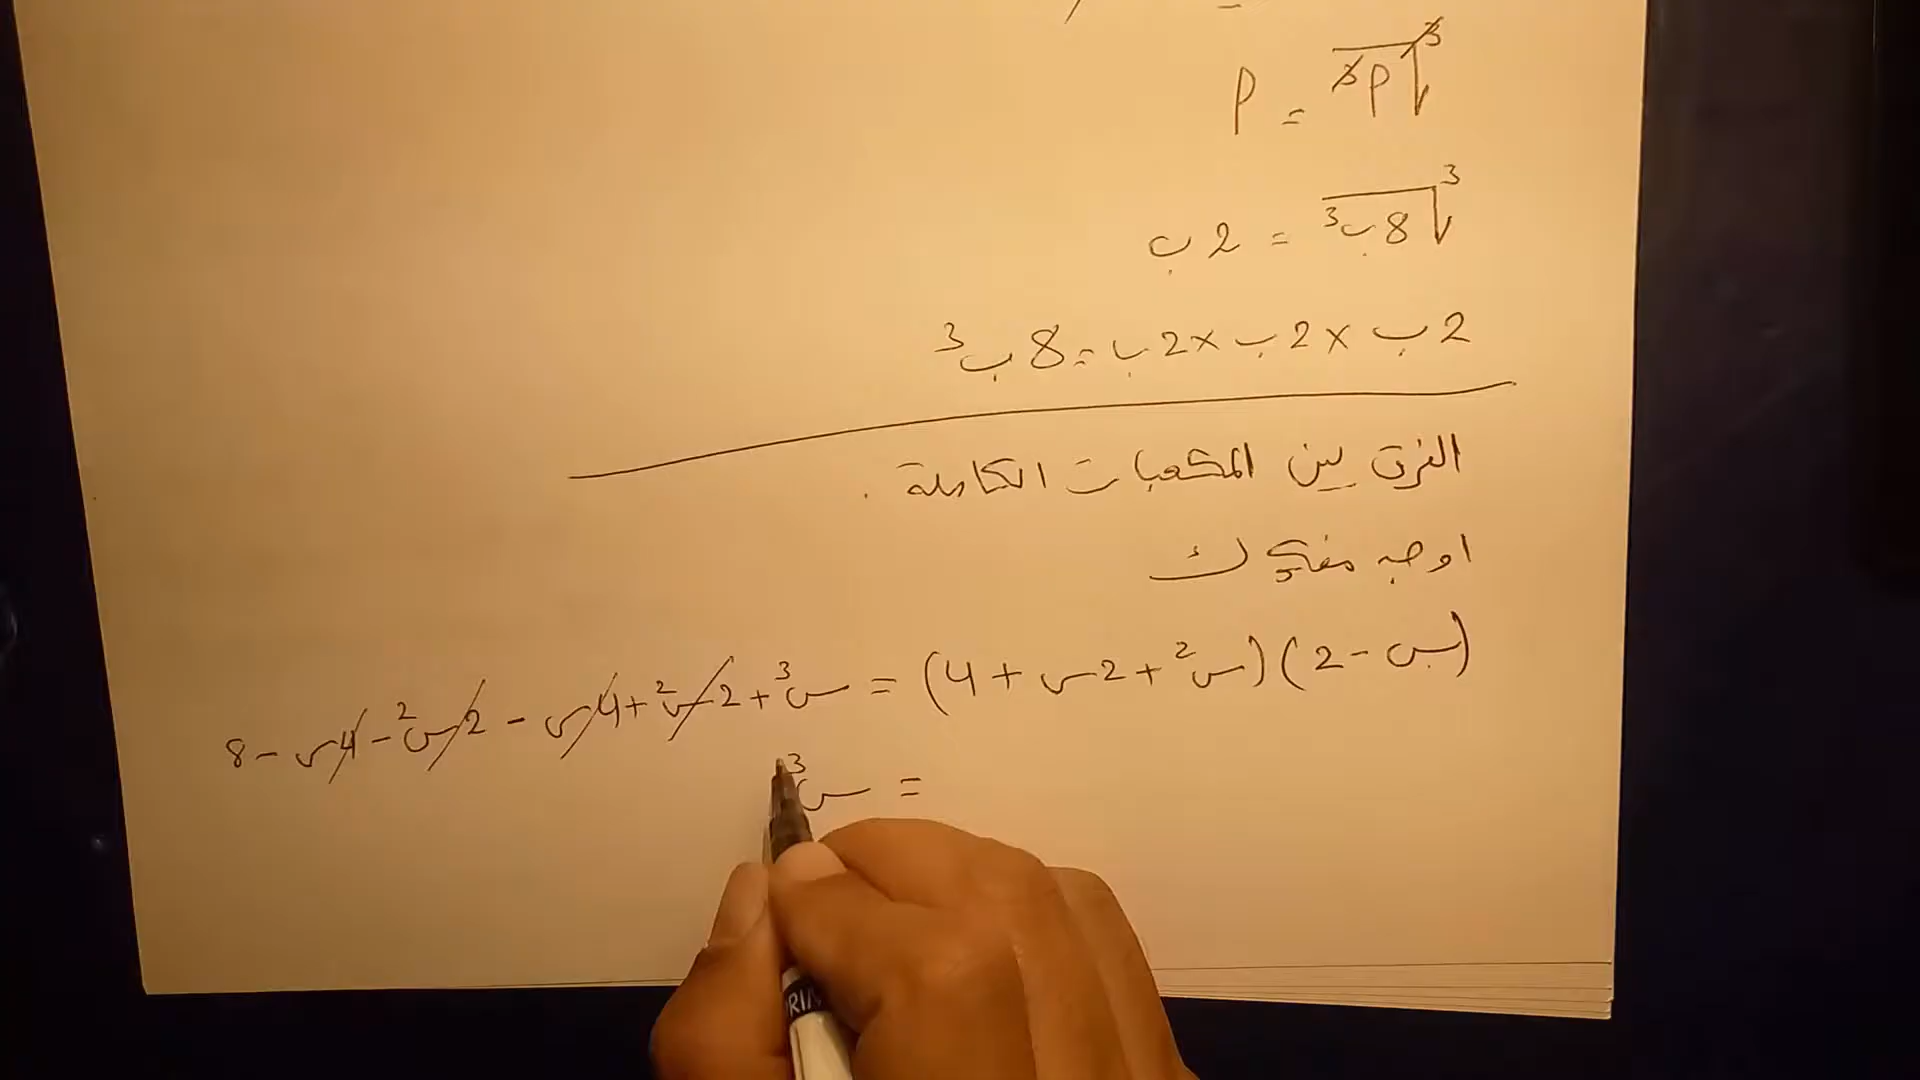 ∛أ³ = أ
∛8ب³ = 2ب
2ب × 2ب × 2ب = 8ب³
الفرق بين المكعبات الكاملة .
اوجد مفكوك
(س - 2)(س² + 2س + 4) = س³ + 2س² + 4س - 2س² - 4س - 8
= س³
PRIM